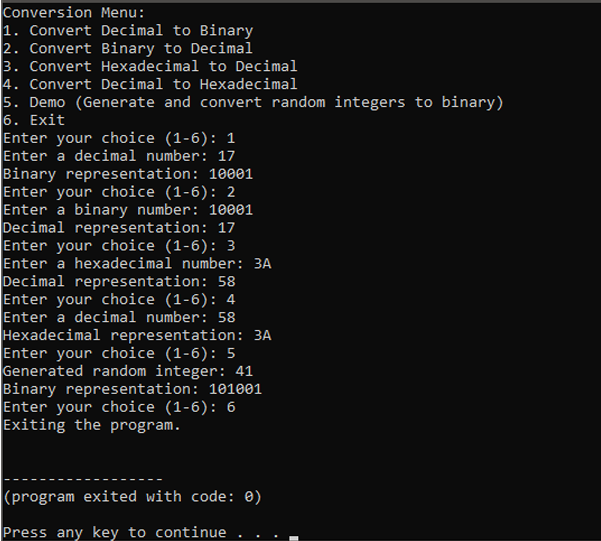 Conversion Menu:
1. Convert Decimal to Binary
2. Convert Binary to Decimal
3. Convert Hexadecimal to Decimal
4. Convert Decimal to Hexadecimal
5. Demo (Generate and convert random integers to binary)
6. Exit
Enter your choice (1-6): 1
Enter a decimal number: 17
Binary representation: 10001
Enter your choice (1-6): 2
Enter a binary number: 10001
Decimal representation: 17
Enter your choice (1-6): 3
Enter a hexadecimal number: 3A
Decimal representation: 58
Enter your choice (1-6): 4
Enter a decimal number: 58
Hexadecimal representation: 3A
Enter your choice (1-6): 5
Generated random integer: 41
Binary representation: 101001
Enter your choice (1-6): 6
Exiting the program.
------------------
(program exited with code: 0)
Press any key to continue . . .